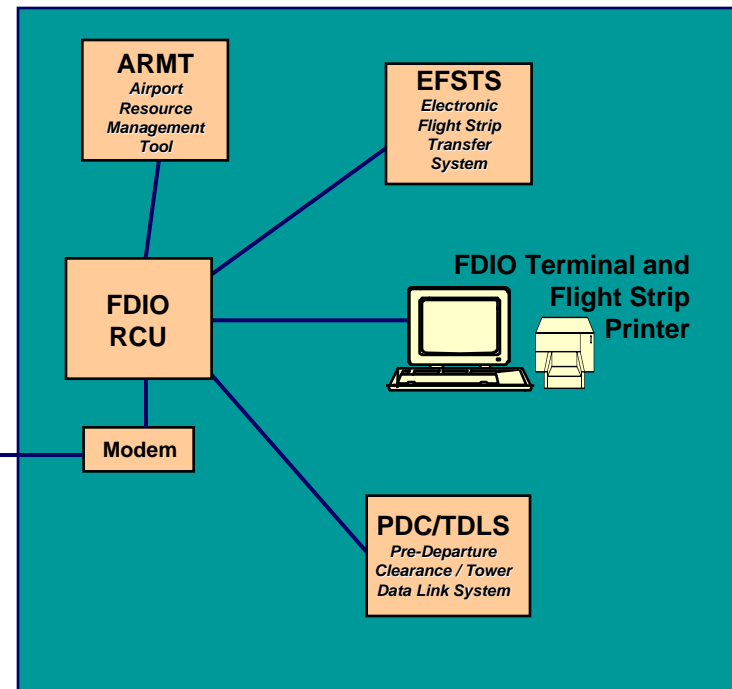 ARMT
Airport
Resource
Management
Tool
EFSTS
Electronic
Flight Strip
Transfer
System
FDIO
RCU
FDIO Terminal and
Flight Strip
Printer
Modem
PDC/TDLS
Pre-Departure
Clearance / Tower
Data Link System